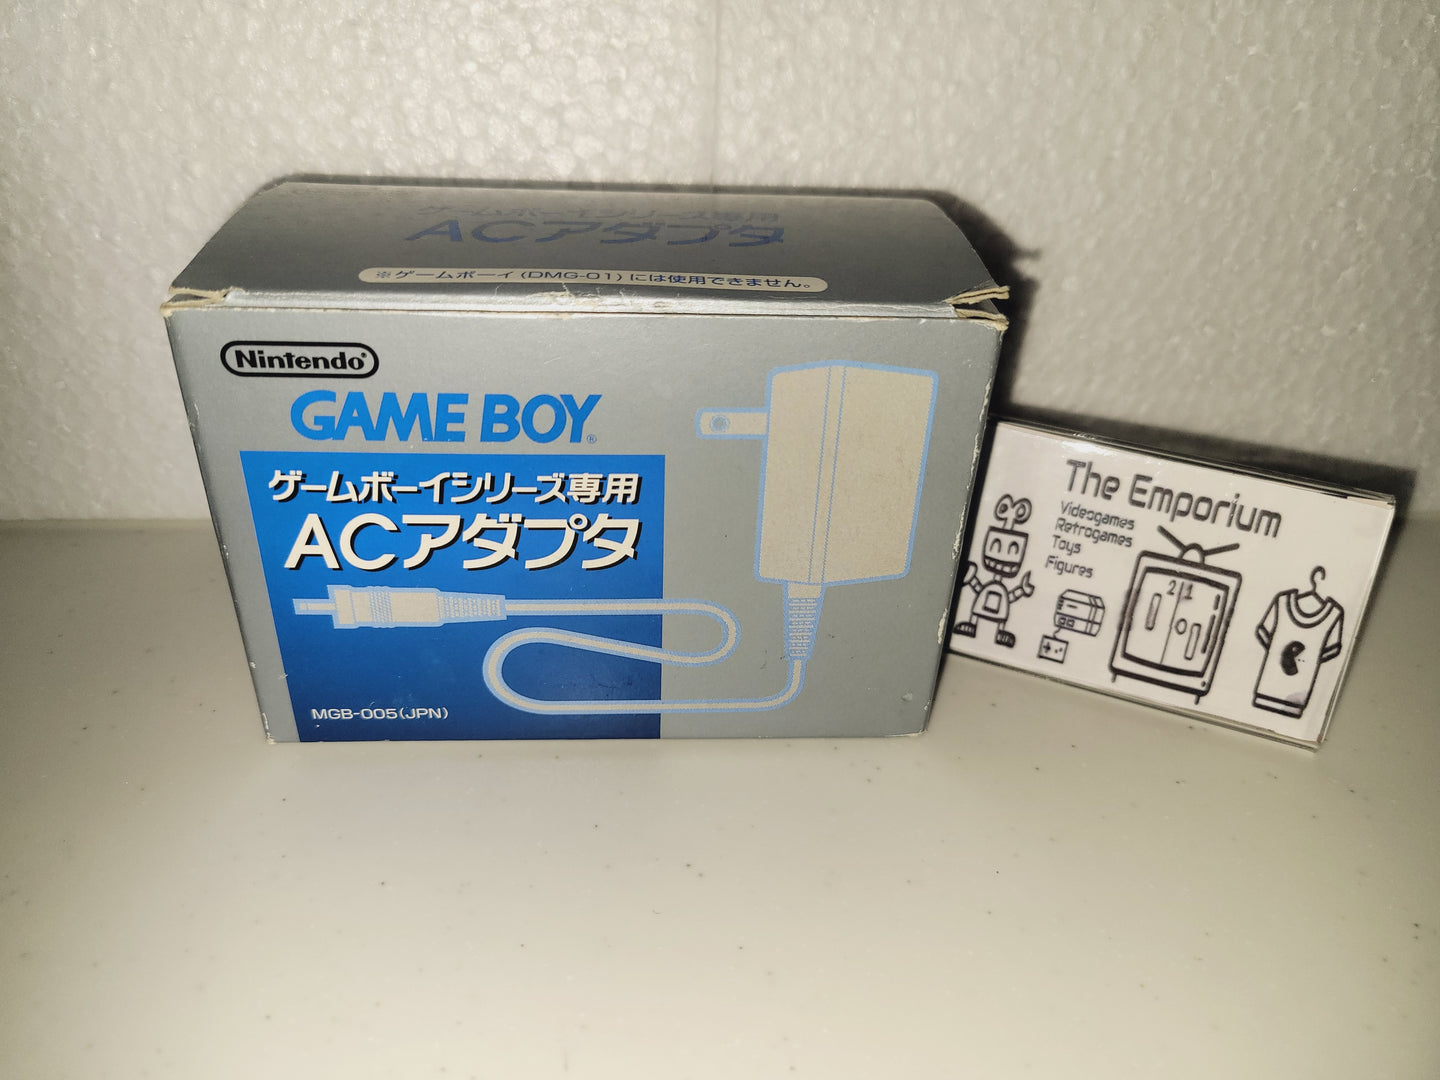 ゲームボーイシリーズ専用
ACアダプタ
※ゲームボーイ(DMG-01)には使用できません。
Nintendo®
GAME BOY®
ゲームボーイシリーズ専用
ACアダプタ
MGB-005(JPN)
The Emporium
Videogames
Retrogames
Toys
Figures
2 1